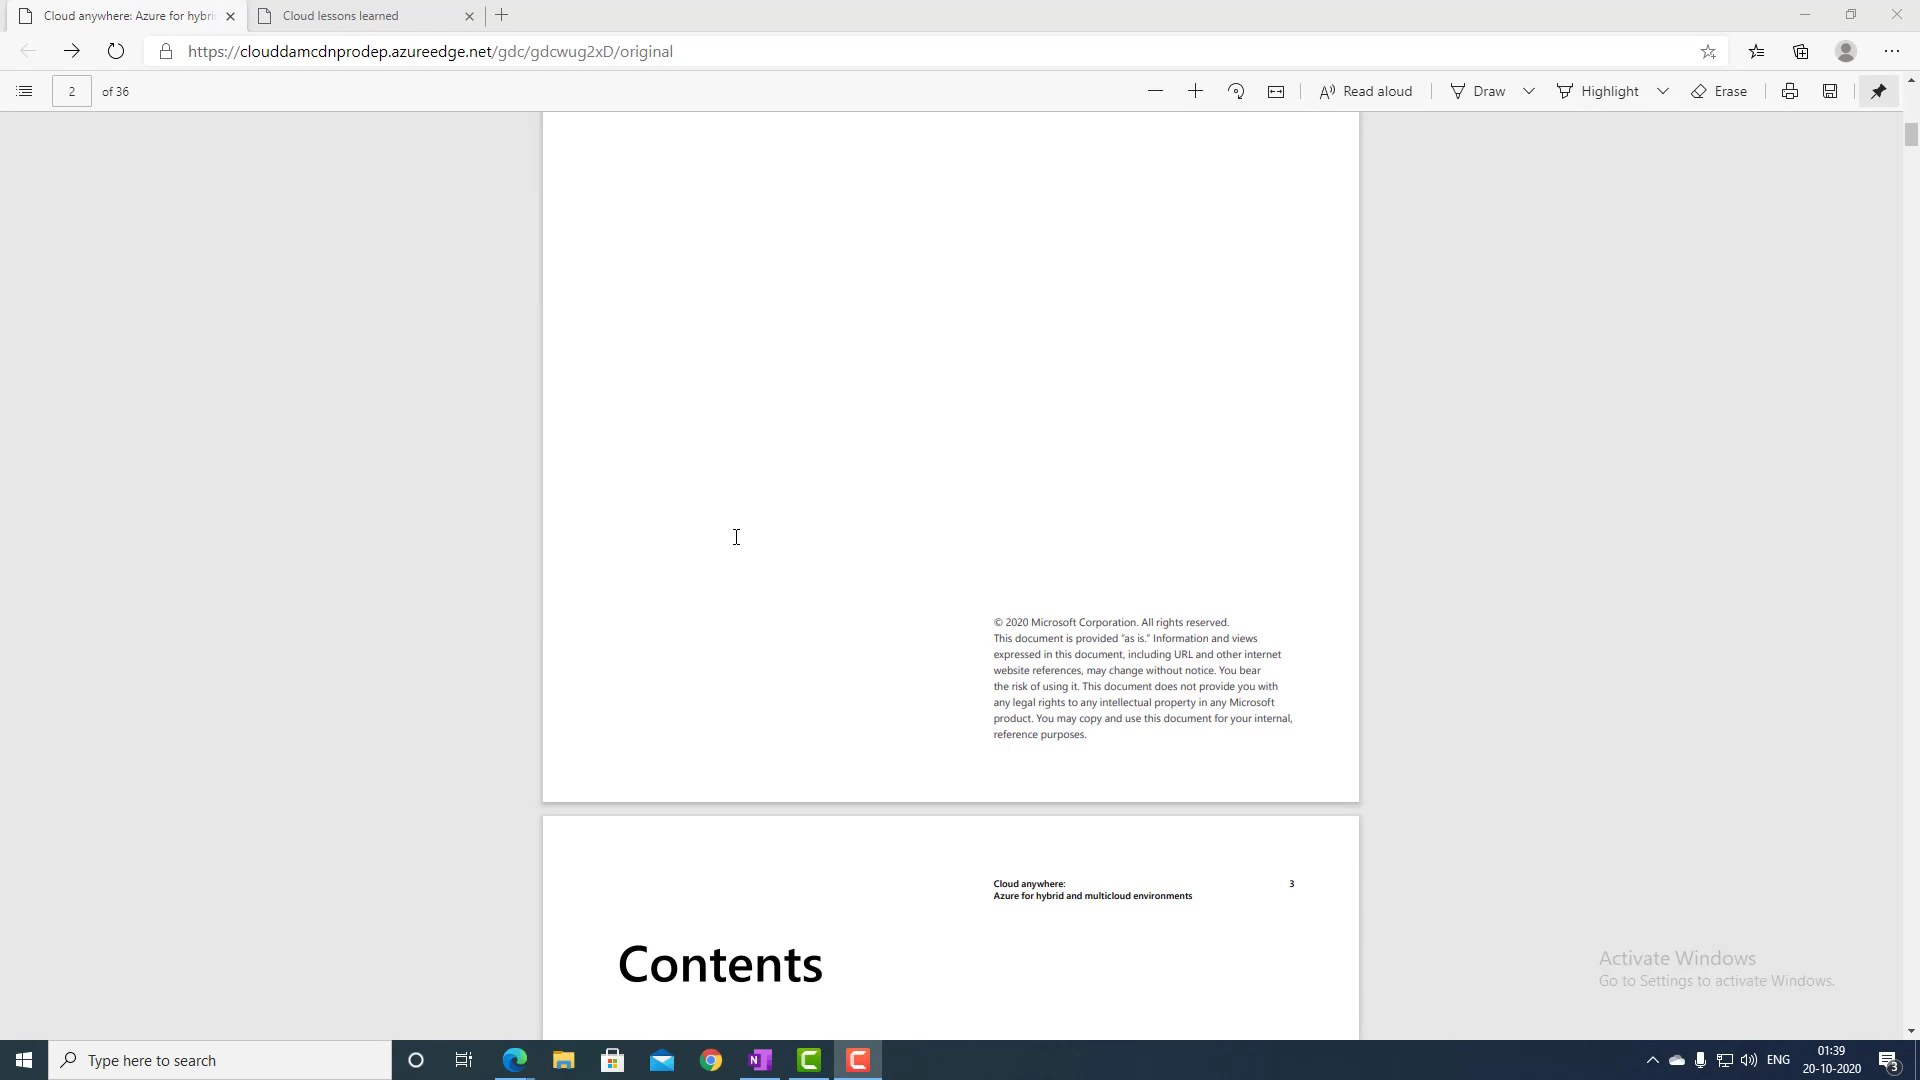 Cloud anywhere: Azure for hybri
Cloud lessons learned
https://clouddamcdnprodep.azureedge.net/gdc/gdcwug2xD/original
2 of 36
Read aloud
Draw
Highlight
Erase
© 2020 Microsoft Corporation. All rights reserved.
This document is provided “as is.” Information and views
expressed in this document, including URL and other internet
website references, may change without notice. You bear
the risk of using it. This document does not provide you with
any legal rights to any intellectual property in any Microsoft
product. You may copy and use this document for your internal,
reference purposes.
Cloud anywhere: 3
Azure for hybrid and multicloud environments
Contents
Activate Windows
Go to Settings to activate Windows.
Type here to search
ENG
01:39
20-10-2020
3